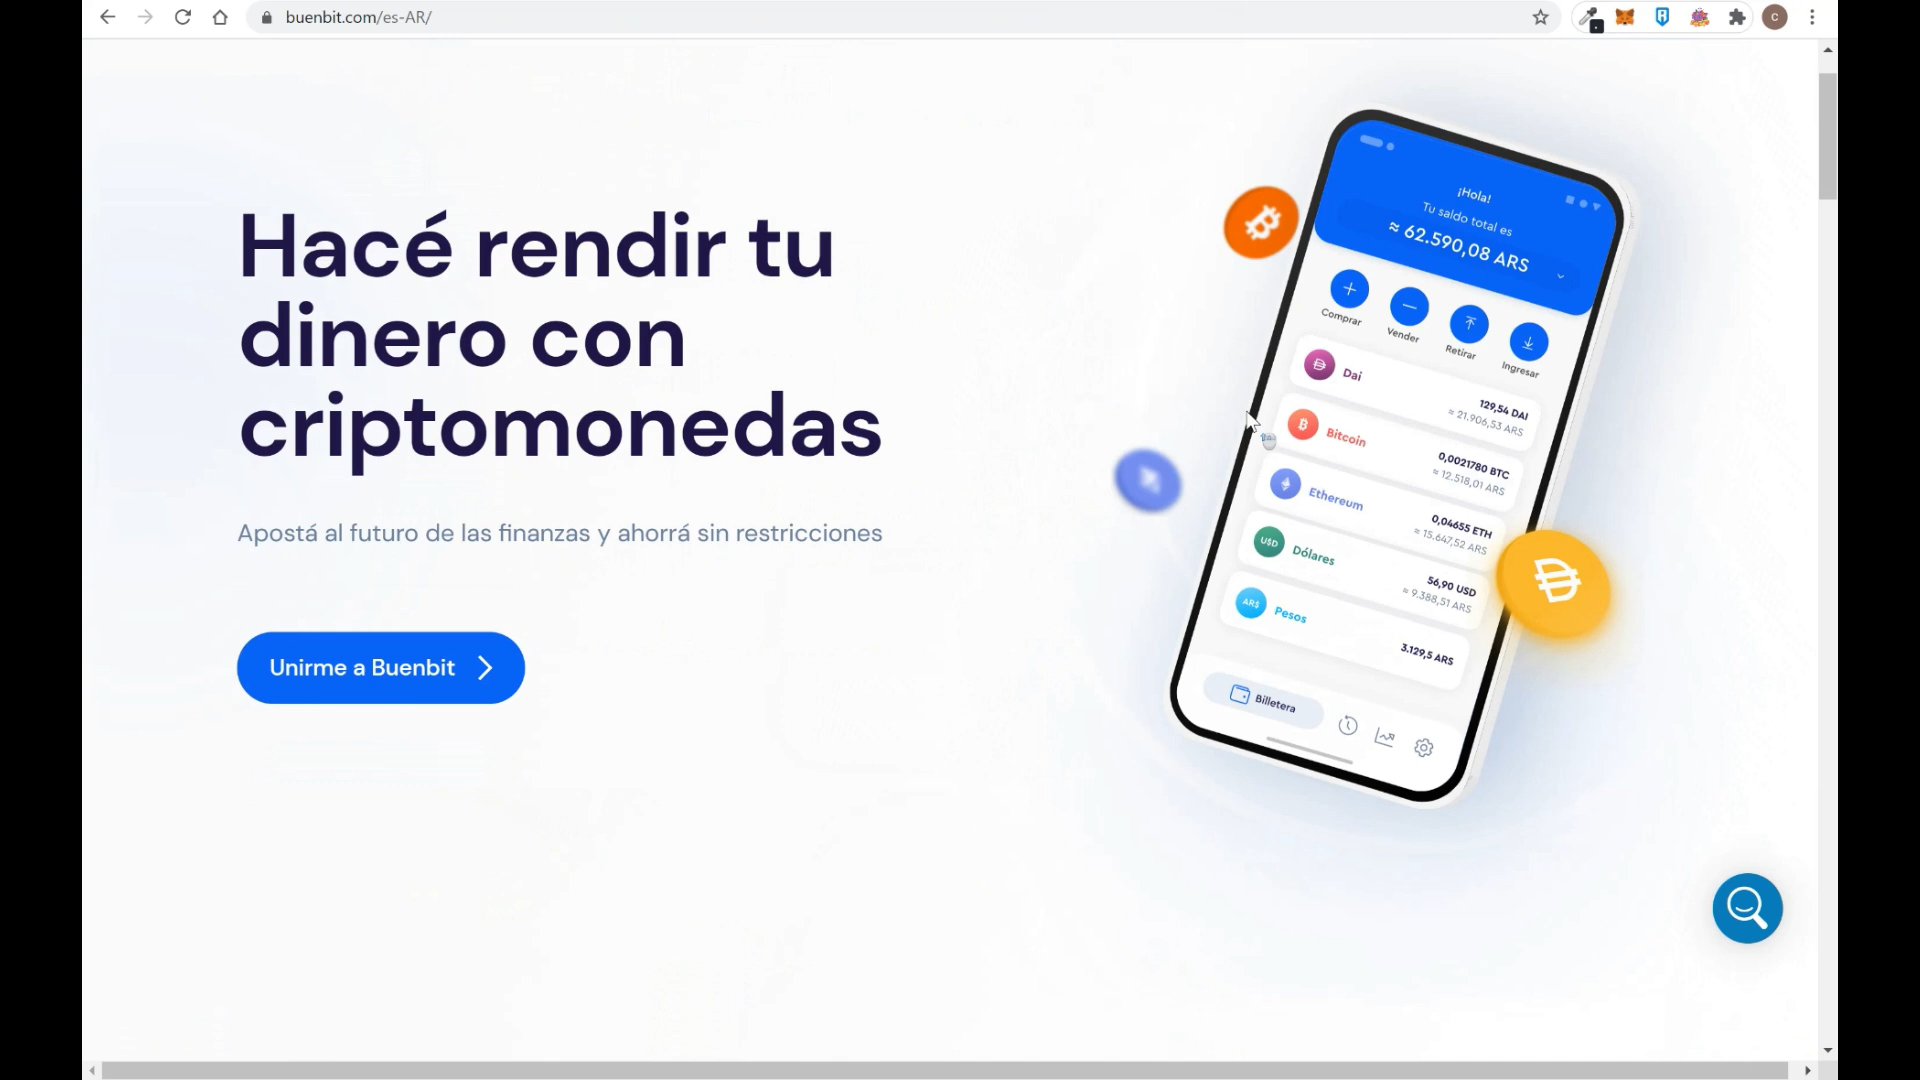 buenbit.com/es-AR/
C
Hacé rendir tu
dinero con
criptomonedas
Apostá al futuro de las finanzas y ahorrá sin restricciones
Unirme a Buenbit
¡Hola!
Tu saldo total es
≈ 62.590,08 ARS
Comprar
Vender
Retirar
Ingresar
Dai
129,54 DAI
≈ 21.906,53 ARS
Bitcoin
0,0021780 BTC
≈ 12.518,01 ARS
Ethereum
0,04655 ETH
≈ 15.647,52 ARS
U$D
Dólares
56,90 USD
≈ 9.388,51 ARS
AR$
Pesos
3.129,5 ARS
Billetera